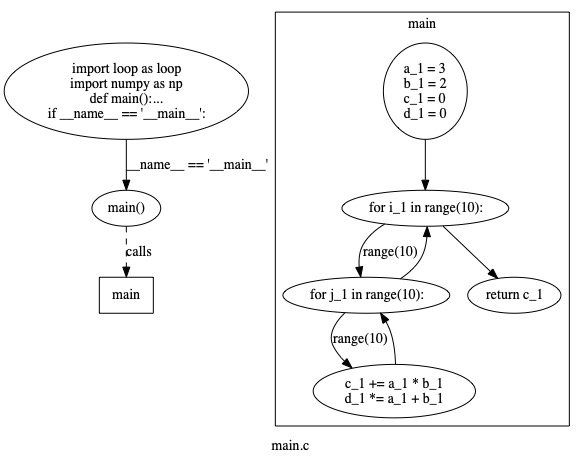 import loop as loop
import numpy as np
def main():...
if __name__ == '__main__':
__name__ == '__main__'
main()
calls
main
main
a_1 = 3
b_1 = 2
c_1 = 0
d_1 = 0
for i_1 in range(10):
range(10)
for j_1 in range(10):
return c_1
range(10)
c_1 += a_1 * b_1
d_1 *= a_1 + b_1
main.c